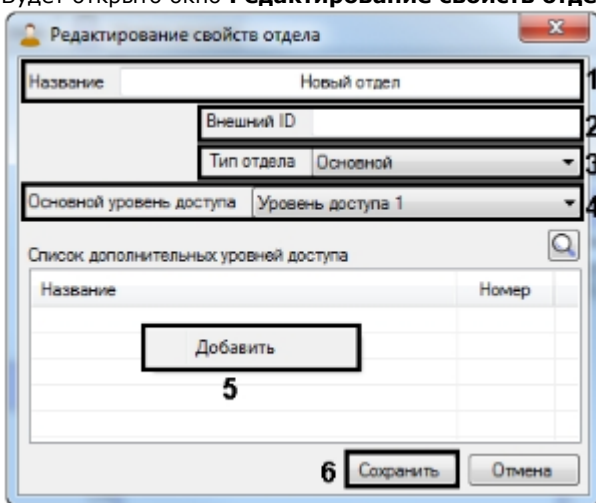 Будет открыто окно Редактирование свойств отде
Редактирование свойств отдела
Название Новый отдел 1
Внешний ID 2
Тип отдела Основной 3
Основной уровень доступа Уровень доступа 1 4
Список дополнительных уровней доступа
Название Номер
Добавить
5
6 Сохранить Отмена